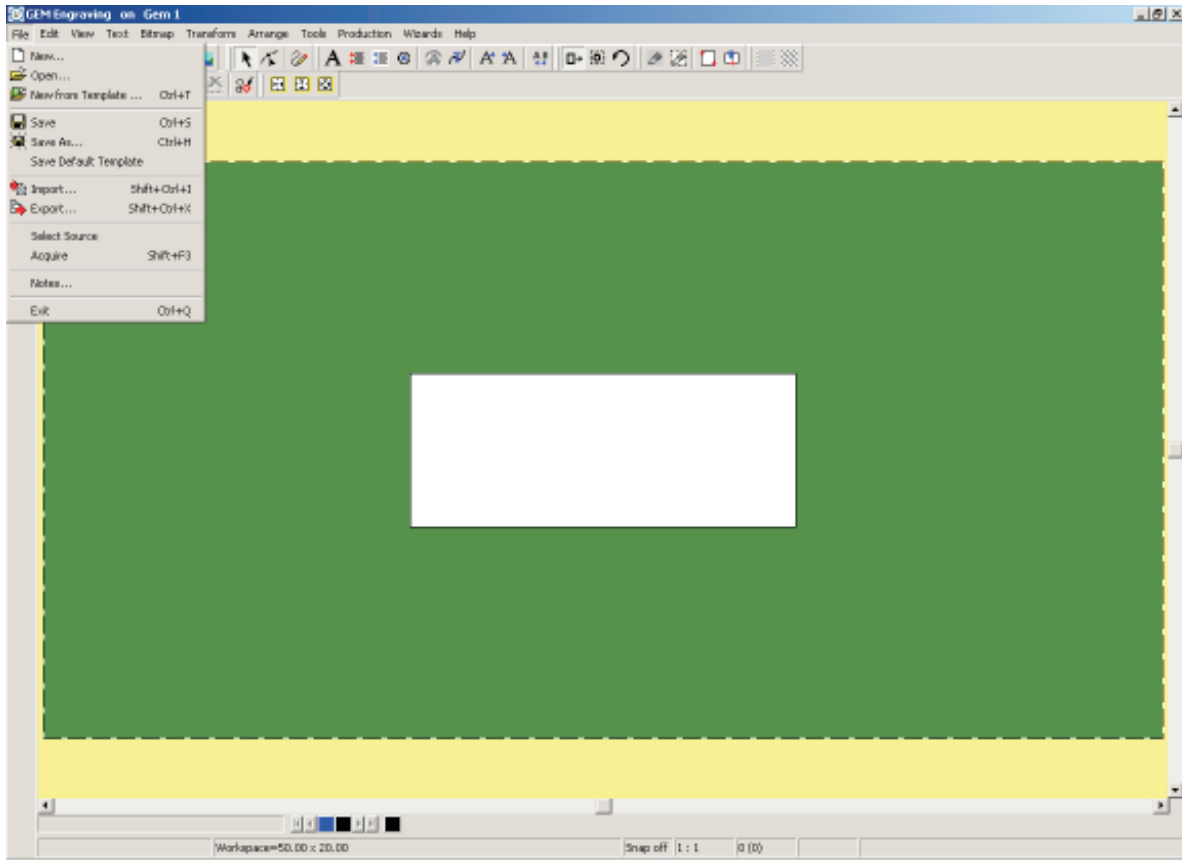 GEM Engraving on Gem 1
File Edit View Text Bitmap Transform Arrange Tools Production Wizards Help
New...
Open...
New from Template ... Ctrl+T
Save Ctrl+S
Save As... Ctrl+M
Save Default Template
Import... Shift+Ctrl+I
Export... Shift+Ctrl+X
Select Source
Acquire Shift+F3
Notes...
Exit Ctrl+Q
Workspace=50.00 x 20.00 Snap off 1 : 1 0 (0)